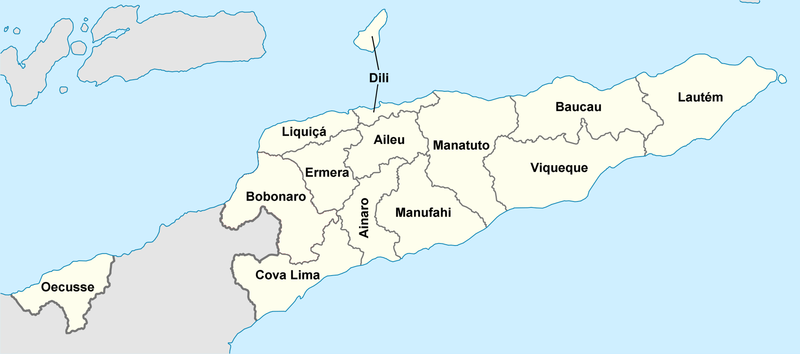 Dili
Lautém
Baucau
Liquiçá
Aileu
Manatuto
Viqueque
Ermera
Bobonaro
Ainaro
Manufahi
Cova Lima
Oecusse